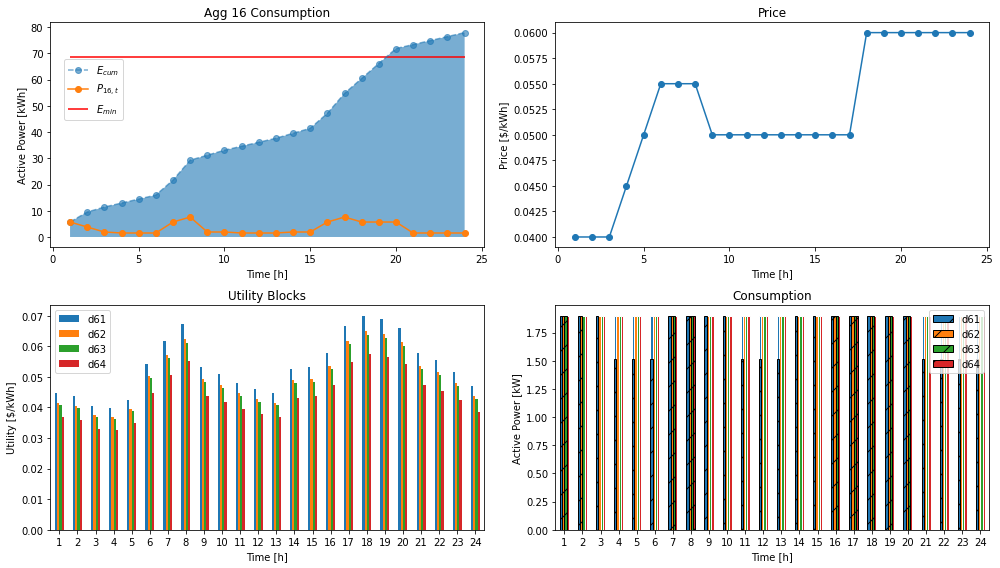 Agg 16 Consumption
Active Power [kWh]
80
70
60
50
40
30
20
10
0
E_cum
P_16,t
E_min
0 5 10 15 20 25
Time [h]
Price
Price [$/kWh]
0.0600
0.0575
0.0550
0.0525
0.0500
0.0475
0.0450
0.0425
0.0400
0 5 10 15 20 25
Time [h]
Utility Blocks
Utility [$/kWh]
0.07
0.06
0.05
0.04
0.03
0.02
0.01
0.00
d61
d62
d63
d64
1 2 3 4 5 6 7 8 9 10 11 12 13 14 15 16 17 18 19 20 21 22 23 24
Time [h]
Consumption
Active Power [kW]
1.75
1.50
1.25
1.00
0.75
0.50
0.25
0.00
d61
d62
d63
d64
1 2 3 4 5 6 7 8 9 10 11 12 13 14 15 16 17 18 19 20 21 22 23 24
Time [h]